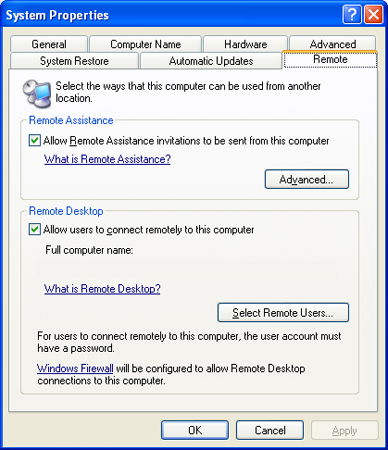 System Properties
General
Computer Name
Hardware
Advanced
System Restore
Automatic Updates
Remote
Select the ways that this computer can be used from another
location.
Remote Assistance
Allow Remote Assistance invitations to be sent from this computer
What is Remote Assistance?
Advanced...
Remote Desktop
Allow users to connect remotely to this computer
Full computer name:
What is Remote Desktop?
Select Remote Users...
For users to connect remotely to this computer, the user account must
have a password.
Windows Firewall will be configured to allow Remote Desktop
connections to this computer.
OK
Cancel
Apply